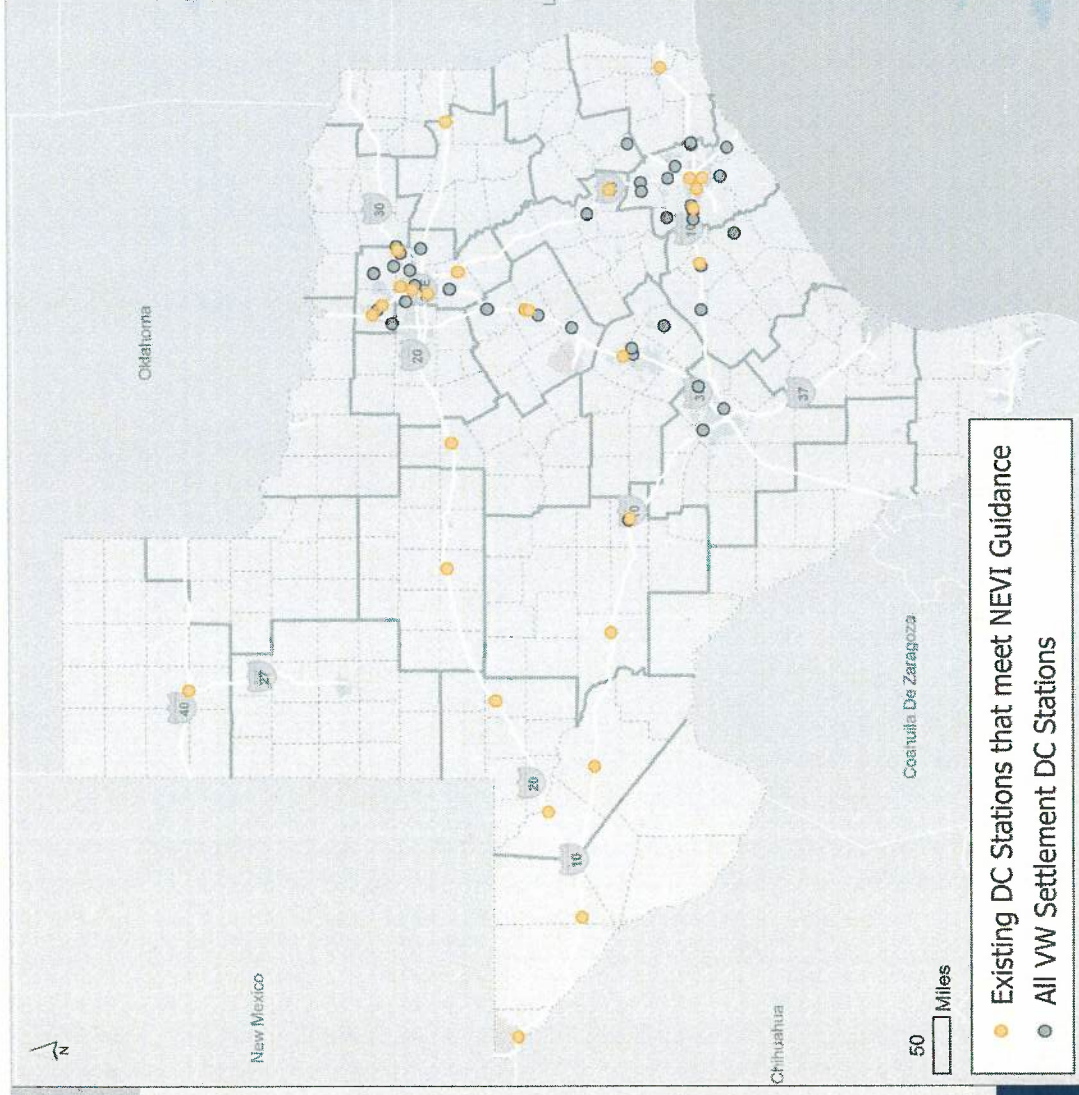 N
Oklahoma
New Mexico
40
27
30
20
20
10
10
10
37
Coahuila De Zaragoza
Chihuahua
50
Miles
Existing DC Stations that meet NEVI Guidance
All VW Settlement DC Stations